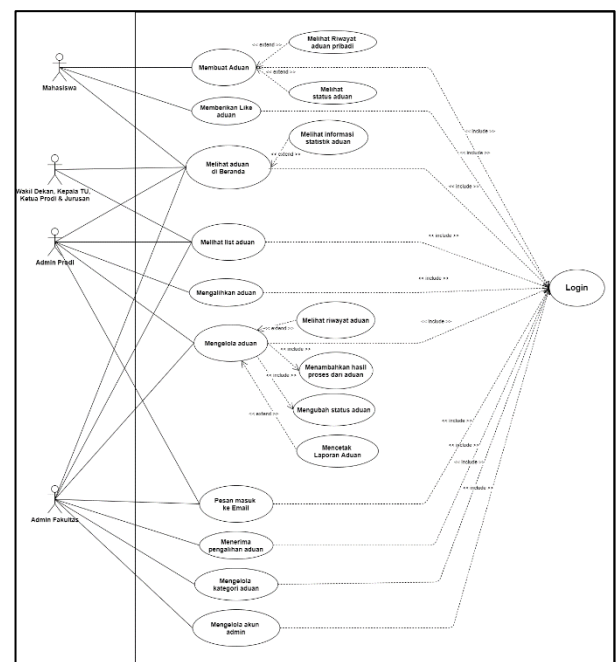 Melihat Riwayat
aduan pribadi
<< extend >>
Membuat Aduan
Mahasiswa
<< extend >>
Melihat
status aduan
Memberikan Like
aduan
<< include >>
Melihat informasi
statistik aduan
<< include >>
<< extend >>
Melihat aduan
di Beranda
<< include >>
Wakil Dekan, Kepala TU,
Ketua Prodi & Jurusan
Melihat list aduan
<< include >>
Admin Prodi
<< include >>
Mengalihkan aduan
Login
Melihat riwayat
aduan
<< include >>
<< extend >>
Mengelola aduan
<< include >>
Menambahkan hasil
proses dan aduan
<< include >>
Mengubah status aduan
<< extend >>
<< include >>
Mencetak
Laporan Aduan
<< include >>
<< include >>
<< include >>
Pesan masuk
ke Email
Admin Fakultas
Menerima
pengalihan aduan
Mengelola
kategori aduan
Mengelola akun
admin